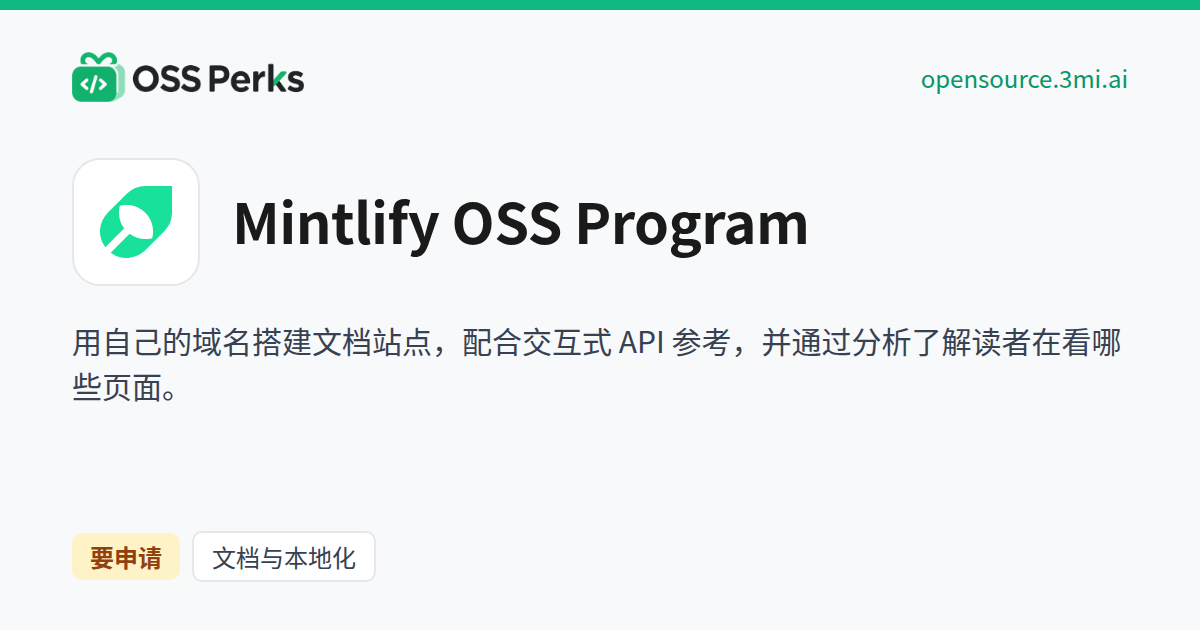 OSS Perks
opensource.3mi.ai
Mintlify OSS Program
用自己的域名搭建文档站点，配合交互式 API 参考，并通过分析了解读者在看哪
些页面。
要申请
文档与本地化